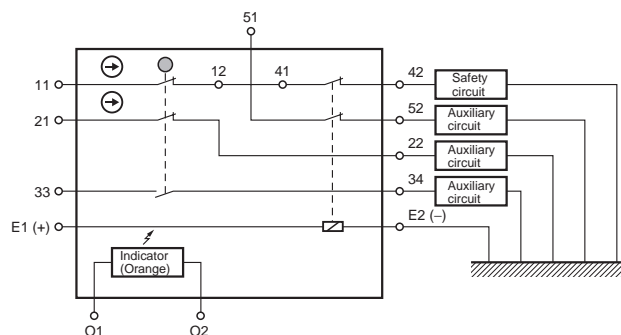 51
11
12
41
42
Safety
circuit
21
52
Auxiliary
circuit
22
Auxiliary
circuit
33
34
Auxiliary
circuit
E1 (+)
E2 (−)
Indicator
(Orange)
O1
O2